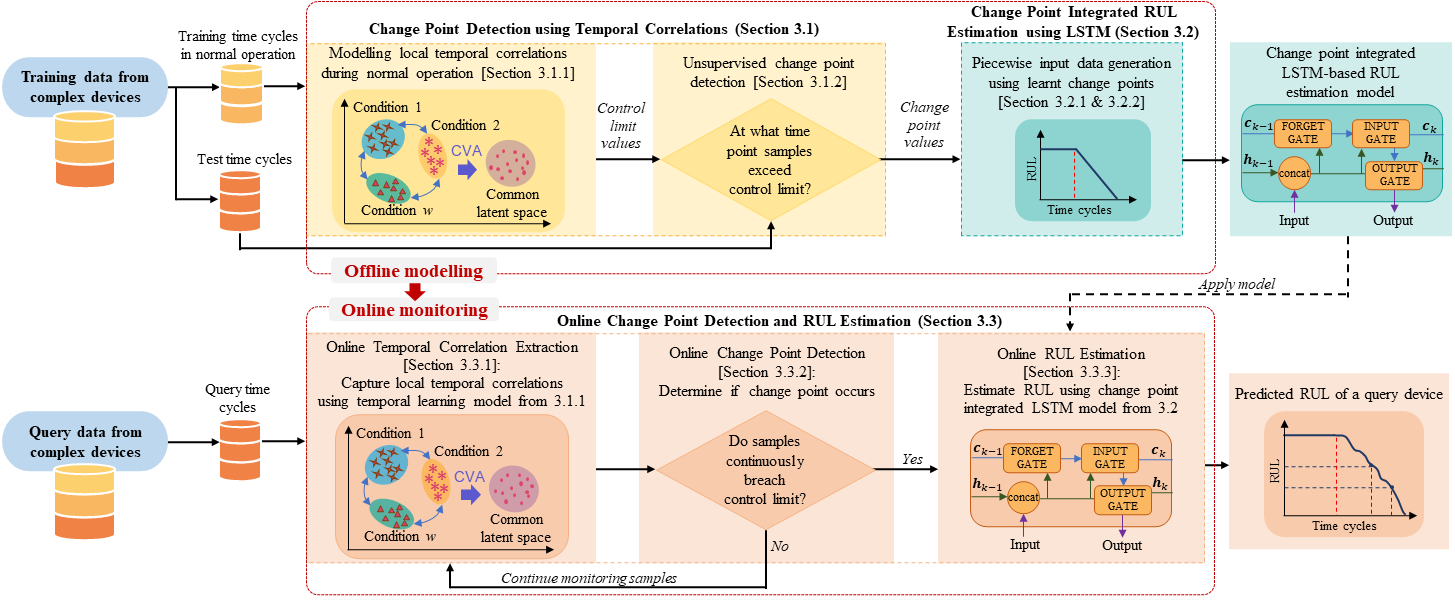 Training data from
complex devices
Training time cycles
in normal operation
Test time cycles
Change Point Detection using Temporal Correlations (Section 3.1)
Modelling local temporal correlations
during normal operation [Section 3.1.1]
Condition 1
Condition 2
CVA
Condition w
Common
latent space
Control
limit
values
Unsupervised change point
detection [Section 3.1.2]
At what time
point samples
exceed
control limit?
Change
point
values
Change Point Integrated RUL
Estimation using LSTM (Section 3.2)
Piecewise input data generation
using learnt change points
[Section 3.2.1 & 3.2.2]
RUL
Time cycles
Change point integrated
LSTM-based RUL
estimation model
c_{k-1}
FORGET
GATE
INPUT
GATE
c_k
h_{k-1}
concat
OUTPUT
GATE
h_k
Input
Output
Offline modelling
Online monitoring
Apply model
Online Change Point Detection and RUL Estimation (Section 3.3)
Query data from
complex devices
Query time
cycles
Online Temporal Correlation Extraction
[Section 3.3.1]:
Capture local temporal correlations
using temporal learning model from 3.1.1
Condition 1
Condition 2
CVA
Condition w
Common
latent space
Online Change Point Detection
[Section 3.3.2]:
Determine if change point occurs
Do samples
continuously
breach
control limit?
Yes
No
Continue monitoring samples
Online RUL Estimation
[Section 3.3.3]:
Estimate RUL using change point
integrated LSTM model from 3.2
c_{k-1}
FORGET
GATE
INPUT
GATE
c_k
h_{k-1}
concat
OUTPUT
GATE
h_k
Input
Output
Predicted RUL of a query device
RUL
Time cycles